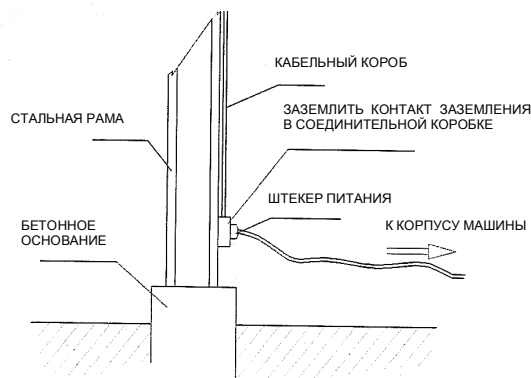 КАБЕЛЬНЫЙ КОРОБ
ЗАЗЕМЛИТЬ КОНТАКТ ЗАЗЕМЛЕНИЯ
В СОЕДИНИТЕЛЬНОЙ КОРОБКЕ
СТАЛЬНАЯ РАМА
ШТЕКЕР ПИТАНИЯ
К КОРПУСУ МАШИНЫ
БЕТОННОЕ
ОСНОВАНИЕ